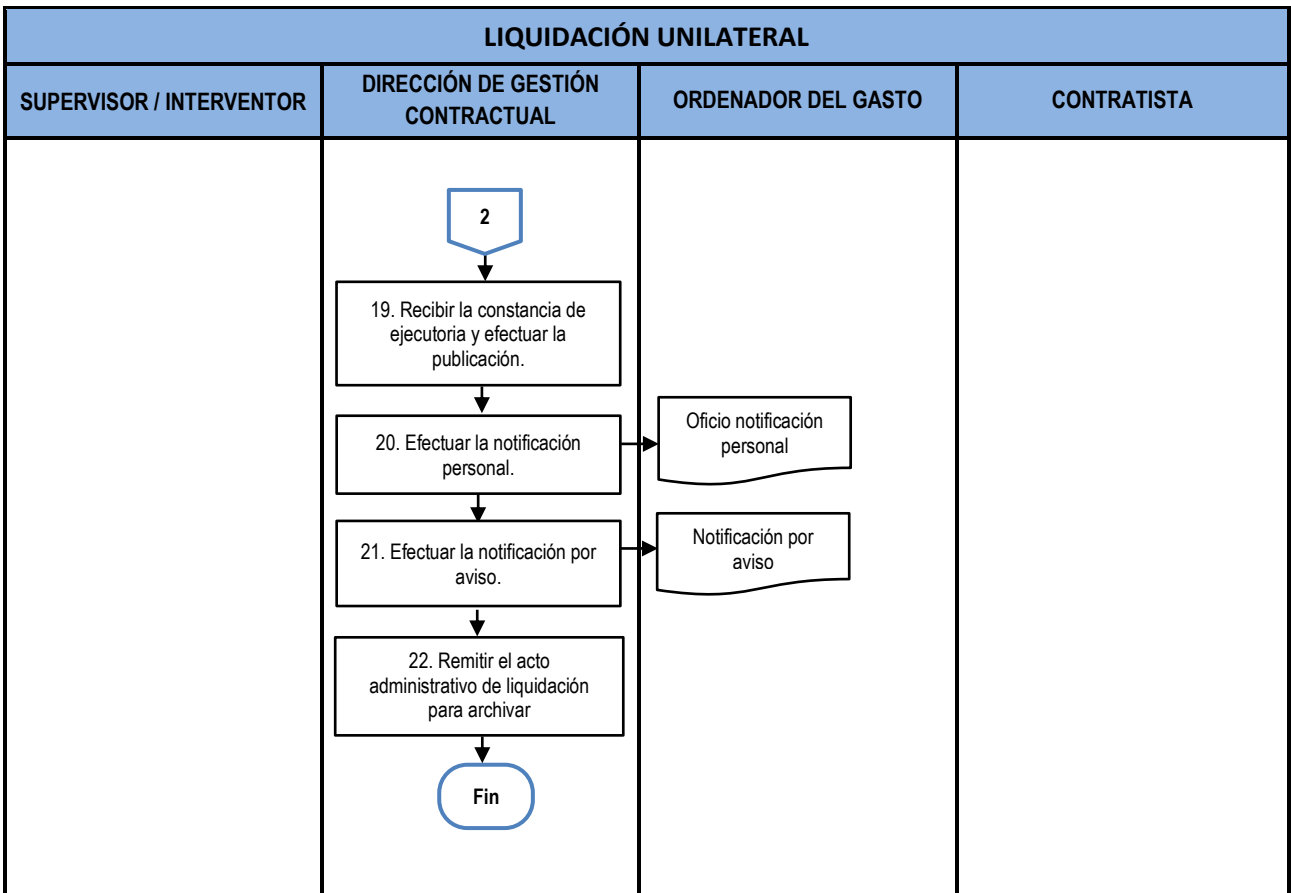 LIQUIDACIÓN UNILATERAL
SUPERVISOR / INTERVENTOR
DIRECCIÓN DE GESTIÓN
CONTRACTUAL
ORDENADOR DEL GASTO
CONTRATISTA
2
19. Recibir la constancia de
ejecutoria y efectuar la
publicación.
20. Efectuar la notificación
personal.
Oficio notificación
personal
21. Efectuar la notificación por
aviso.
Notificación por
aviso
22. Remitir el acto
administrativo de liquidación
para archivar
Fin